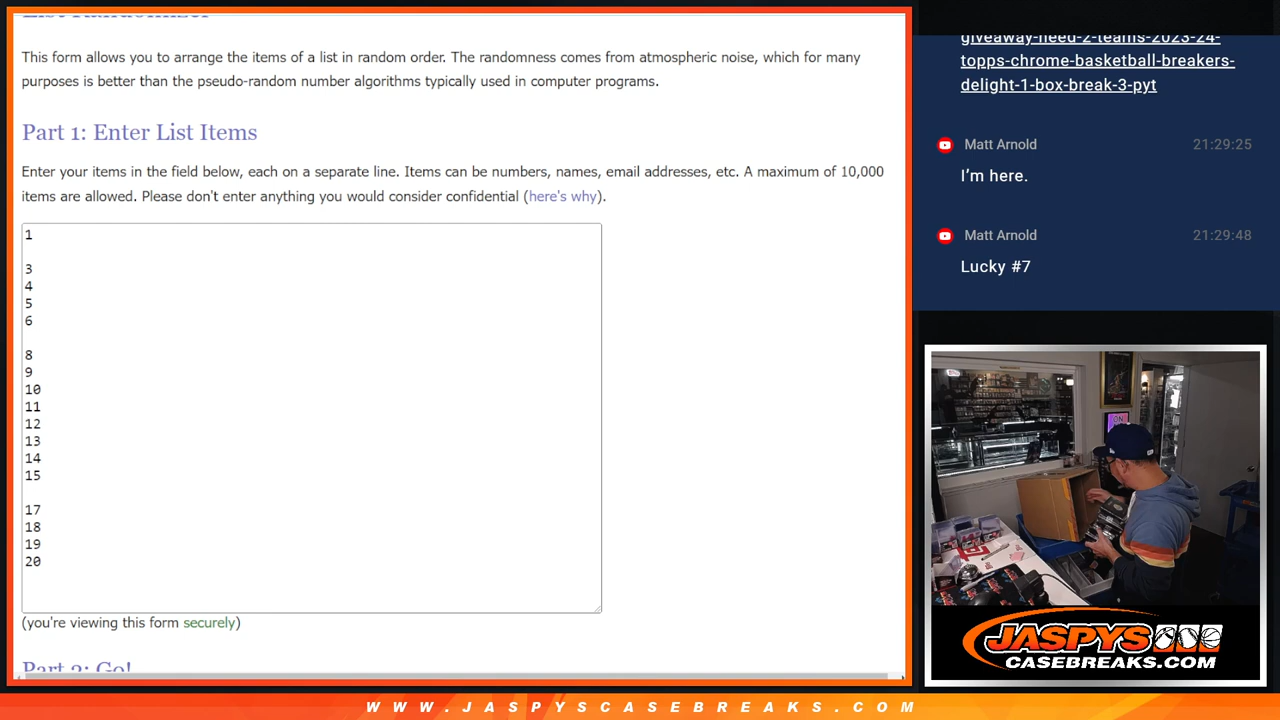 List Randomizer
This form allows you to arrange the items of a list in random order. The randomness comes from atmospheric noise, which for many
purposes is better than the pseudo-random number algorithms typically used in computer programs.
Part 1: Enter List Items
Enter your items in the field below, each on a separate line. Items can be numbers, names, email addresses, etc. A maximum of 10,000
items are allowed. Please don't enter anything you would consider confidential (here's why).
1
3
4
5
6
8
9
10
11
12
13
14
15
17
18
19
20
(you're viewing this form securely)
Part 2: Go!
giveaway-need-2-teams-2023-24-
topps-chrome-basketball-breakers-
delight-1-box-break-3-pyt
Matt Arnold 21:29:25
I'm here.
Matt Arnold 21:29:48
Lucky #7
JASPYS
CASEBREAKS.COM
WWW.JASPYSCASEBREAKS.COM